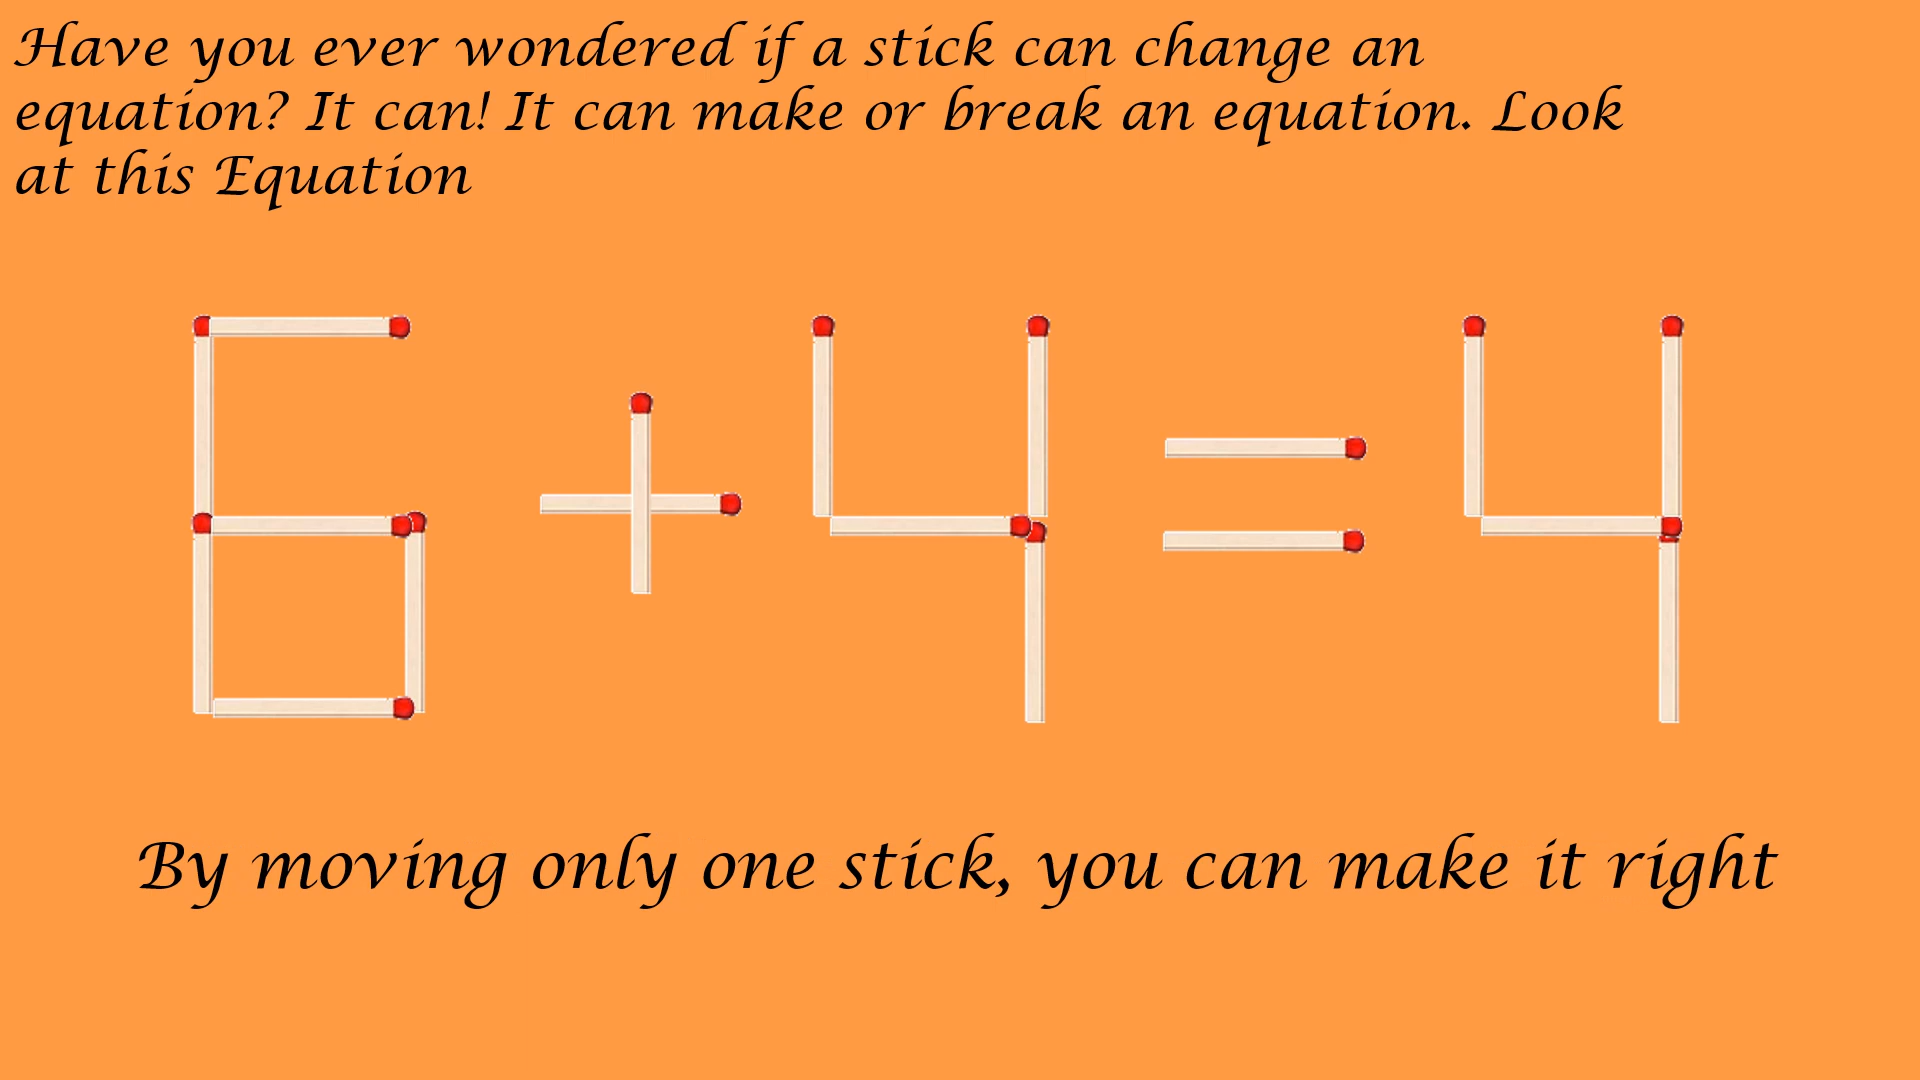 Have you ever wondered if a stick can change an
equation? It can! It can make or break an equation. Look
at this Equation
6 + 4 = 4
By moving only one stick, you can make it right